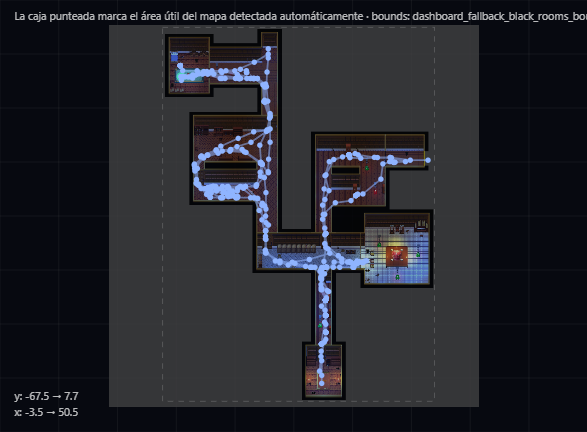 La caja punteada marca el área útil del mapa detectada automáticamente · bounds: dashboard_fallback_black_rooms_bou
y: -67.5 → 7.7
x: -3.5 → 50.5